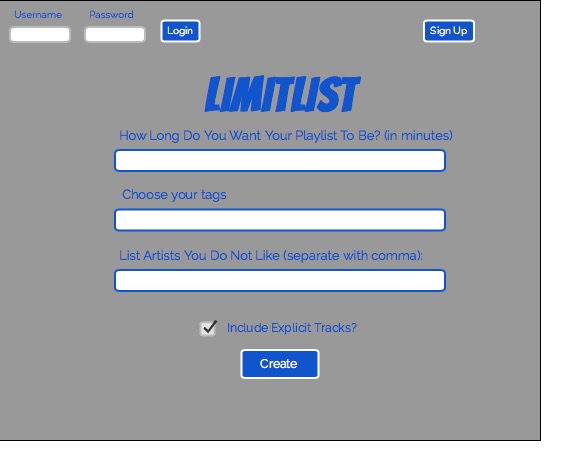 Username Password
Login
Sign Up
LIMITLIST
How Long Do You Want Your Playlist To Be? (in minutes)
Choose your tags
List Artists You Do Not Like (separate with comma):
Include Explicit Tracks?
Create